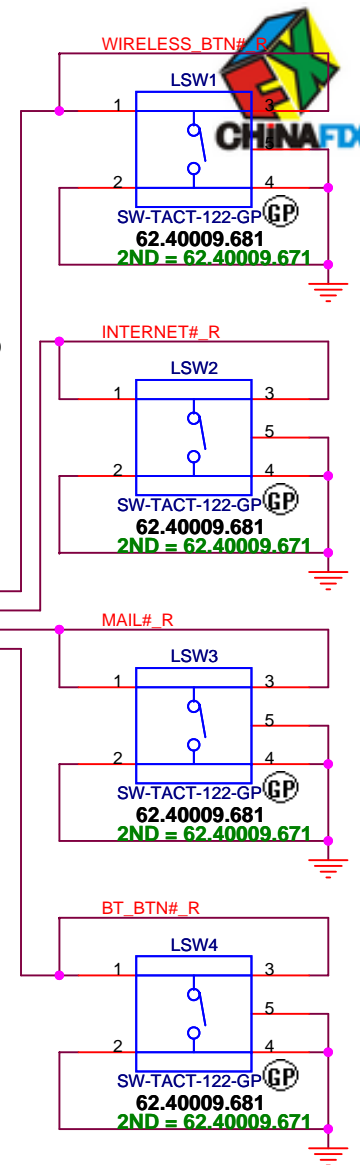 WIRELESS_BTN#_R
LSW1
1 3
5
2 4
SW-TACT-122-GP GP
62.40009.681
2ND = 62.40009.671
CHINAFIX
INTERNET#_R
LSW2
1 3
5
2 4
SW-TACT-122-GP GP
62.40009.681
2ND = 62.40009.671
MAIL#_R
LSW3
1 3
5
2 4
SW-TACT-122-GP GP
62.40009.681
2ND = 62.40009.671
BT_BTN#_R
LSW4
1 3
5
2 4
SW-TACT-122-GP GP
62.40009.681
2ND = 62.40009.671